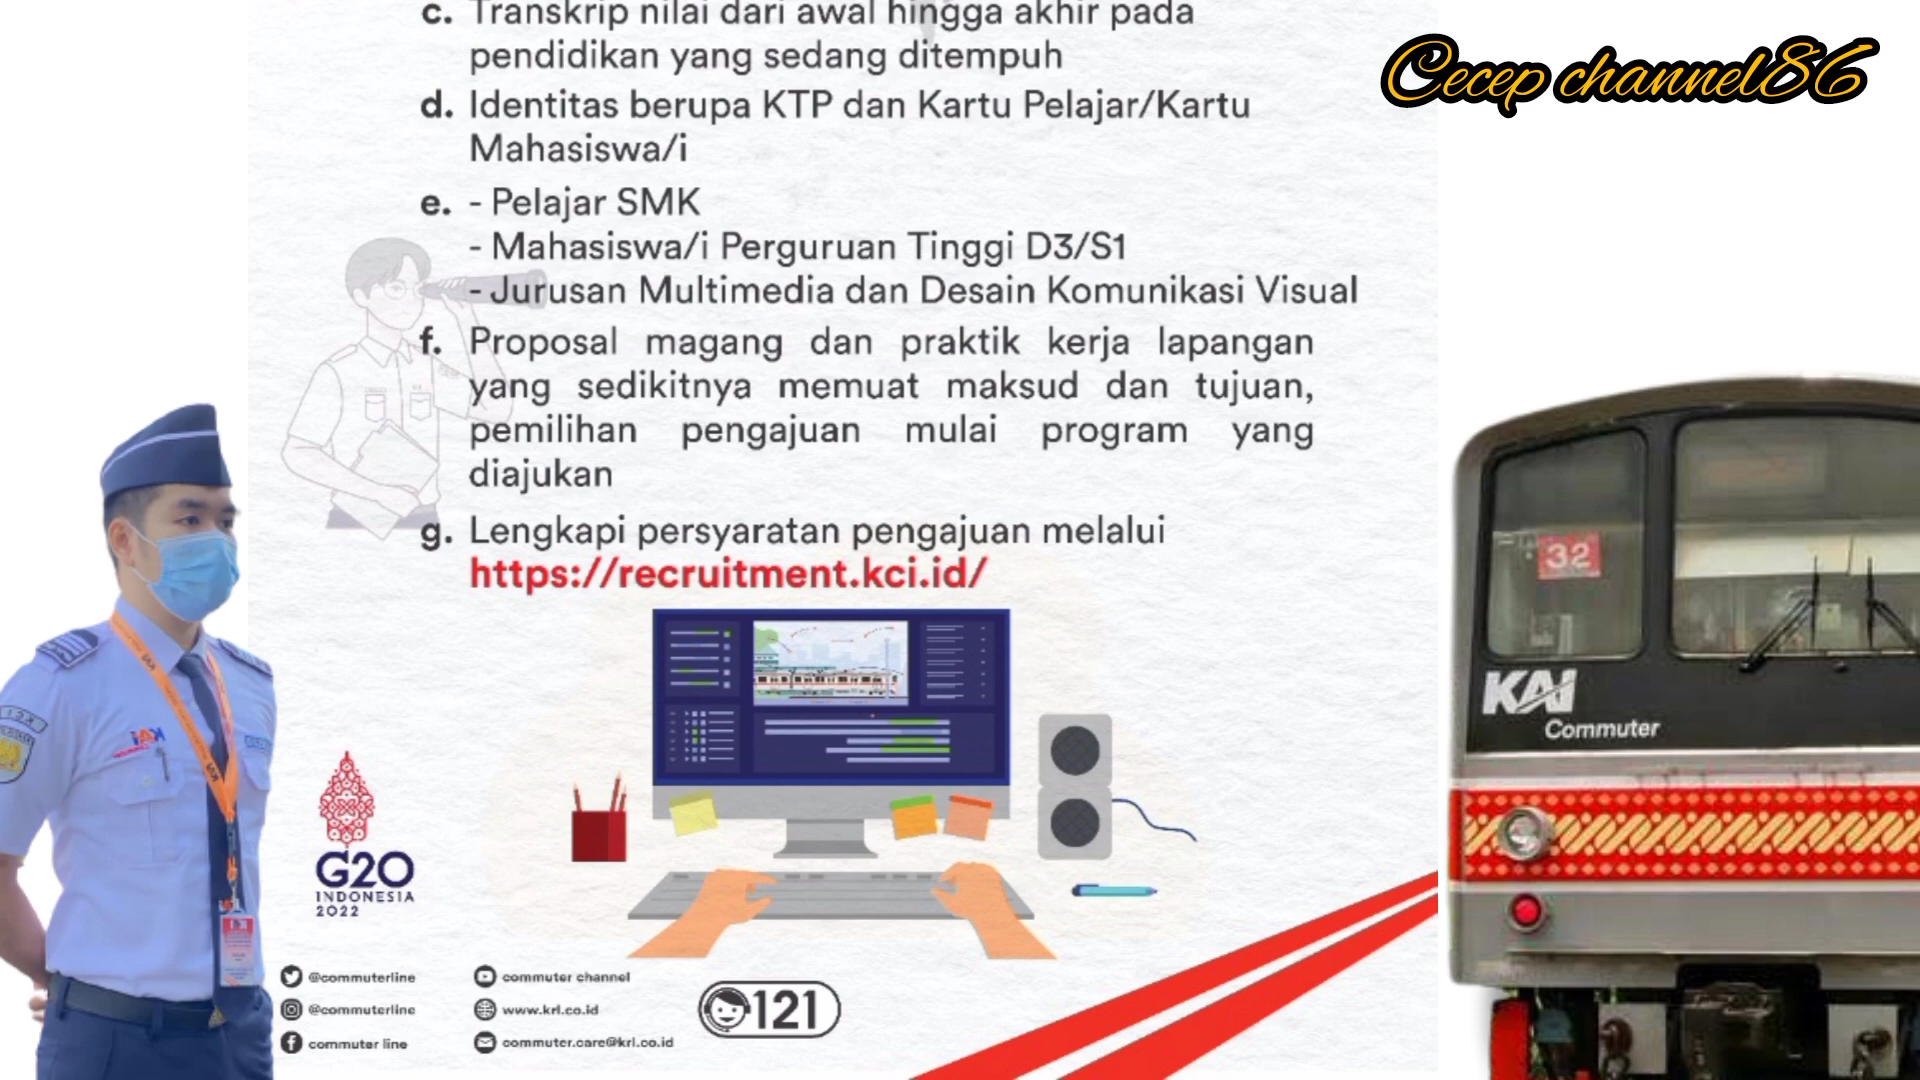 c. Transkrip nilai dari awal hingga akhir pada
pendidikan yang sedang ditempuh
d. Identitas berupa KTP dan Kartu Pelajar/Kartu
Mahasiswa/i
e. - Pelajar SMK
- Mahasiswa/i Perguruan Tinggi D3/S1
- Jurusan Multimedia dan Desain Komunikasi Visual
f. Proposal magang dan praktik kerja lapangan
yang sedikitnya memuat maksud dan tujuan,
pemilihan pengajuan mulai program yang
diajukan
g. Lengkapi persyaratan pengajuan melalui
https://recruitment.kci.id/
Cecep channel86
32
KAI
Commuter
G20
INDONESIA
2022
@commuterline
@commuterline
commuter line
commuter channel
www.krl.co.id
commuter.care@krl.co.id
121